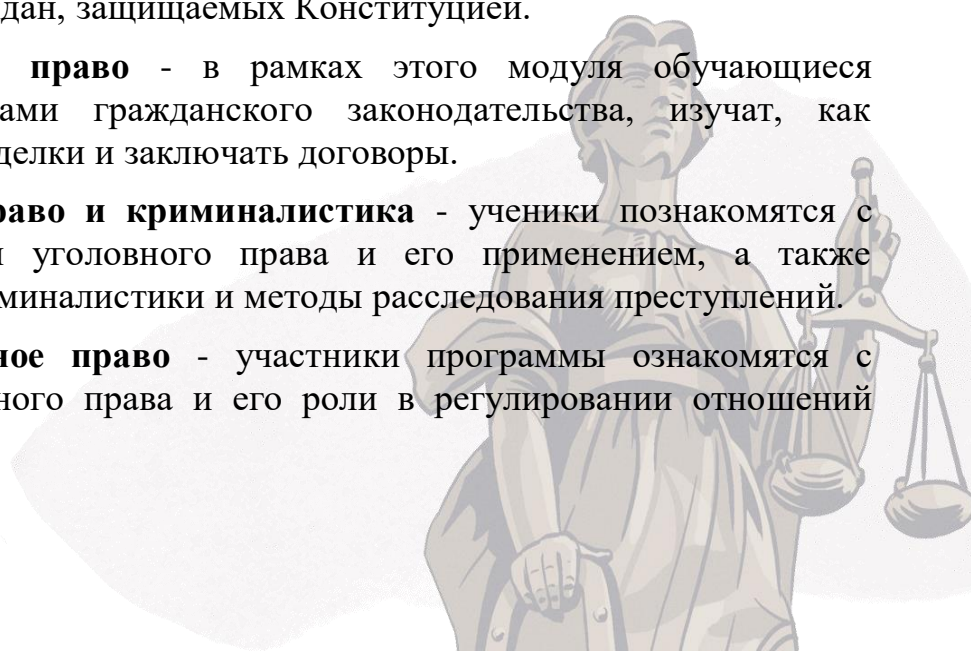 дан, защищаемых Конституцией.
право - в рамках этого модуля обучающиеся
ами гражданского законодательства, изучат, как
делки и заключать договоры.
раво и криминалистика - ученики познакомятся с
и уголовного права и его применением, а также
миналистики и методы расследования преступлений.
ное право - участники программы ознакомятся с
ного права и его роли в регулировании отношений